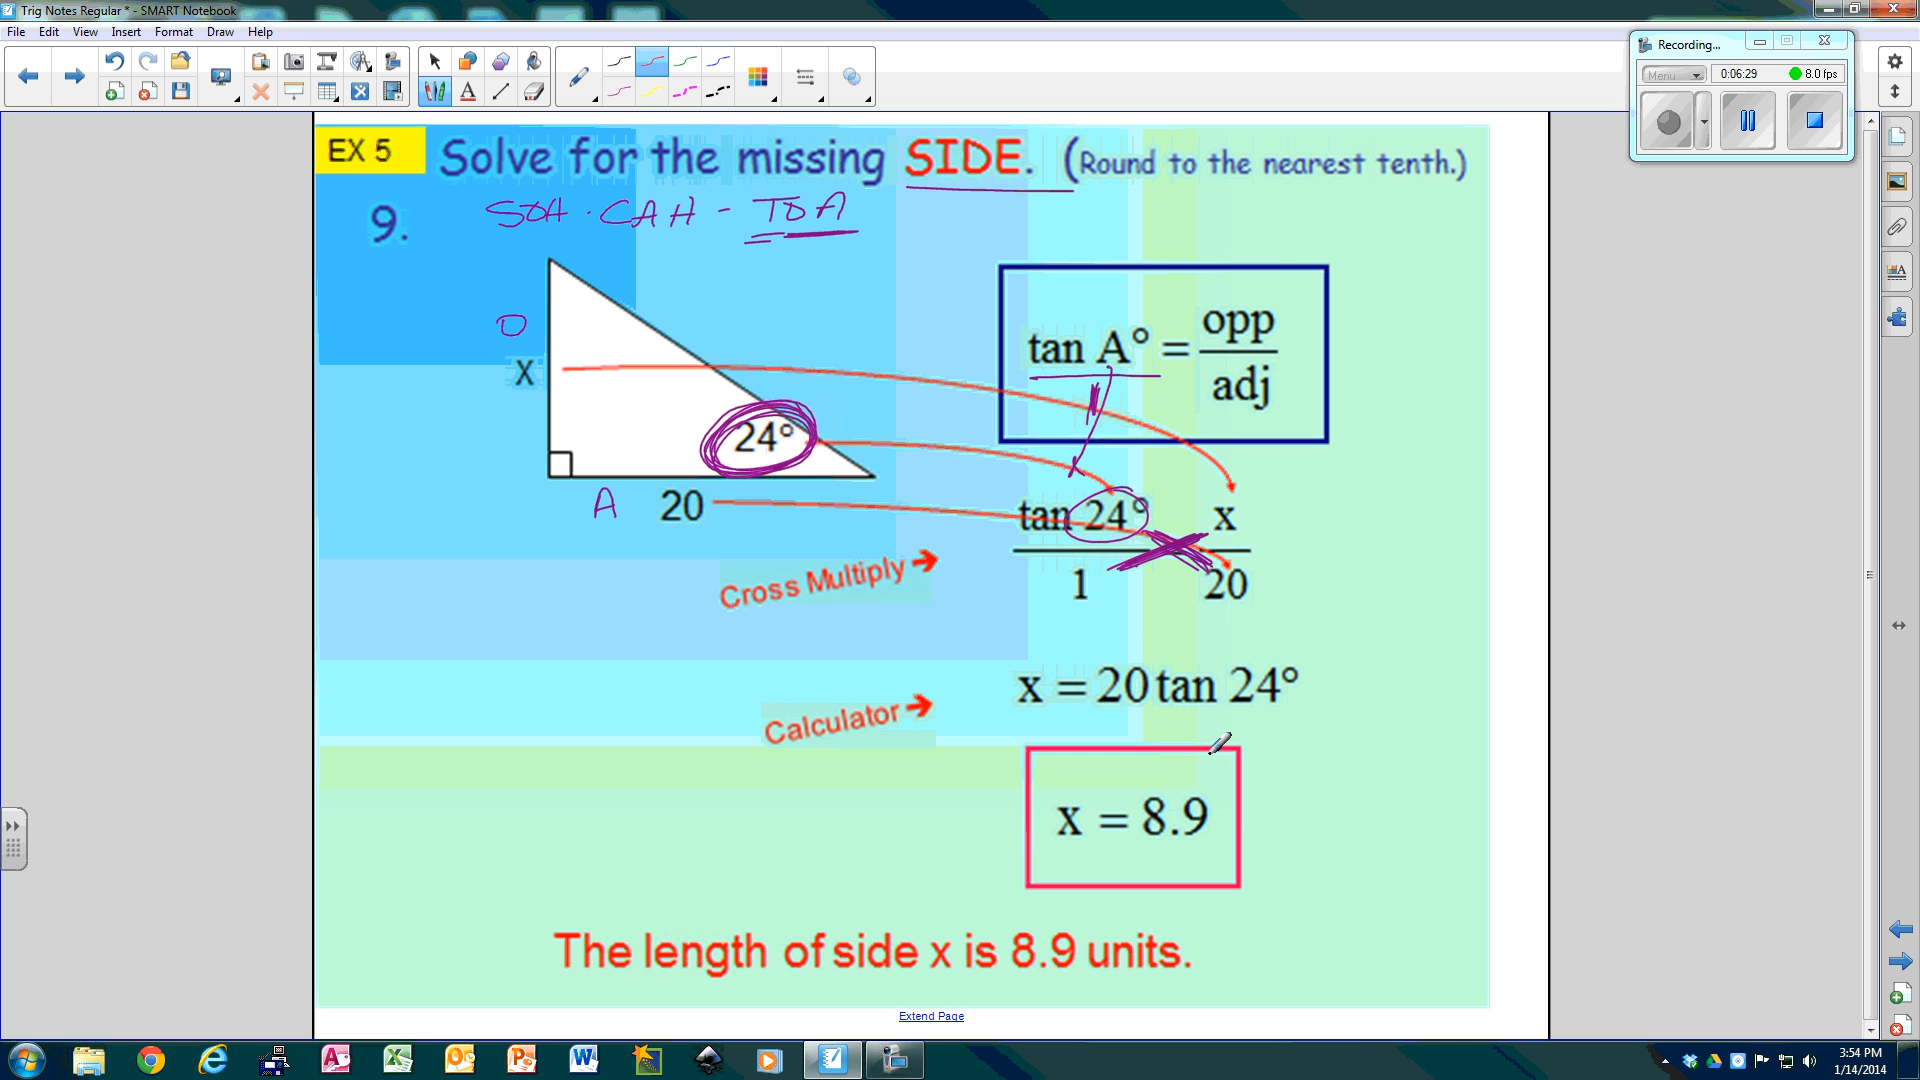 Trig Notes Regular * - SMART Notebook
File Edit View Insert Format Draw Help
Recording...
Menu
0:06:29
8.0 fps
EX 5
Solve for the missing SIDE. (Round to the nearest tenth.)
9.
SOH · CAH - TOA
O
X
24°
A
20
tan A° = opp
adj
tan 24° x
1 20
Cross Multiply ➔
x = 20 tan 24°
Calculator ➔
x = 8.9
The length of side x is 8.9 units.
Extend Page
3:54 PM
1/14/2014